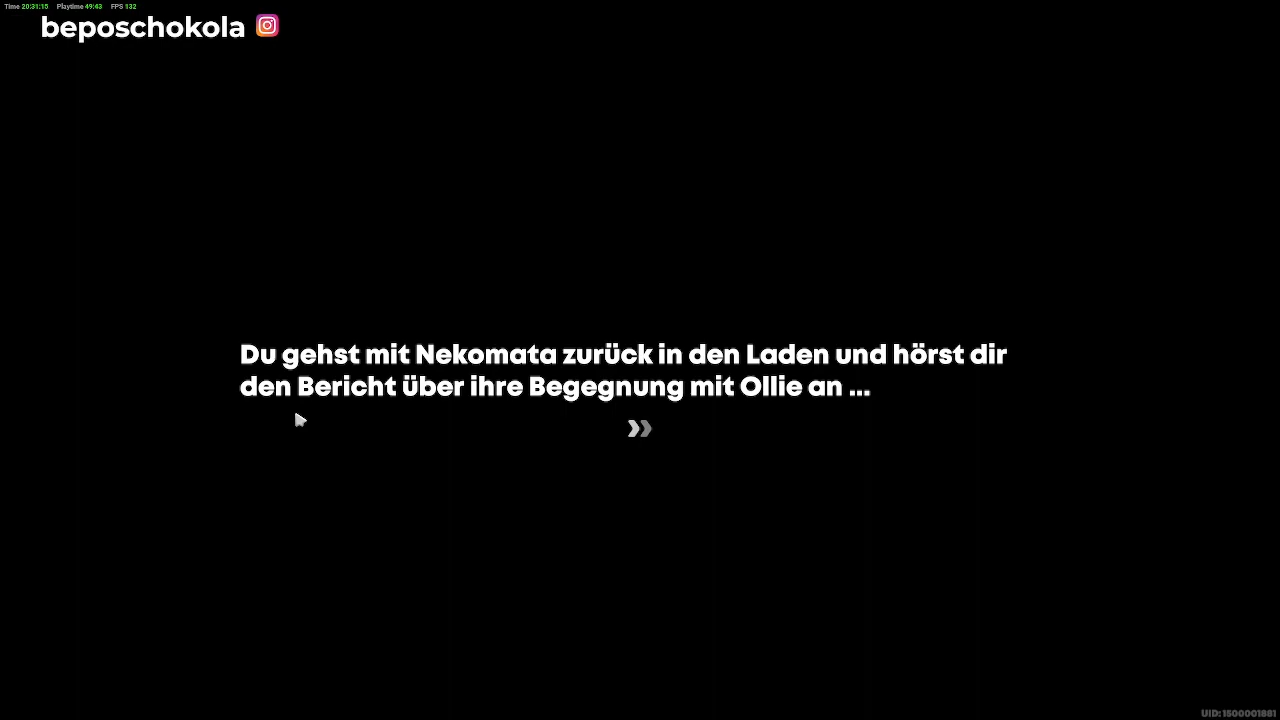 Time 20:31:15 Playtime 49:43 FPS 132
beposchokola
Du gehst mit Nekomata zurück in den Laden und hörst dir
den Bericht über ihre Begegnung mit Ollie an ...
UID: 1500001881